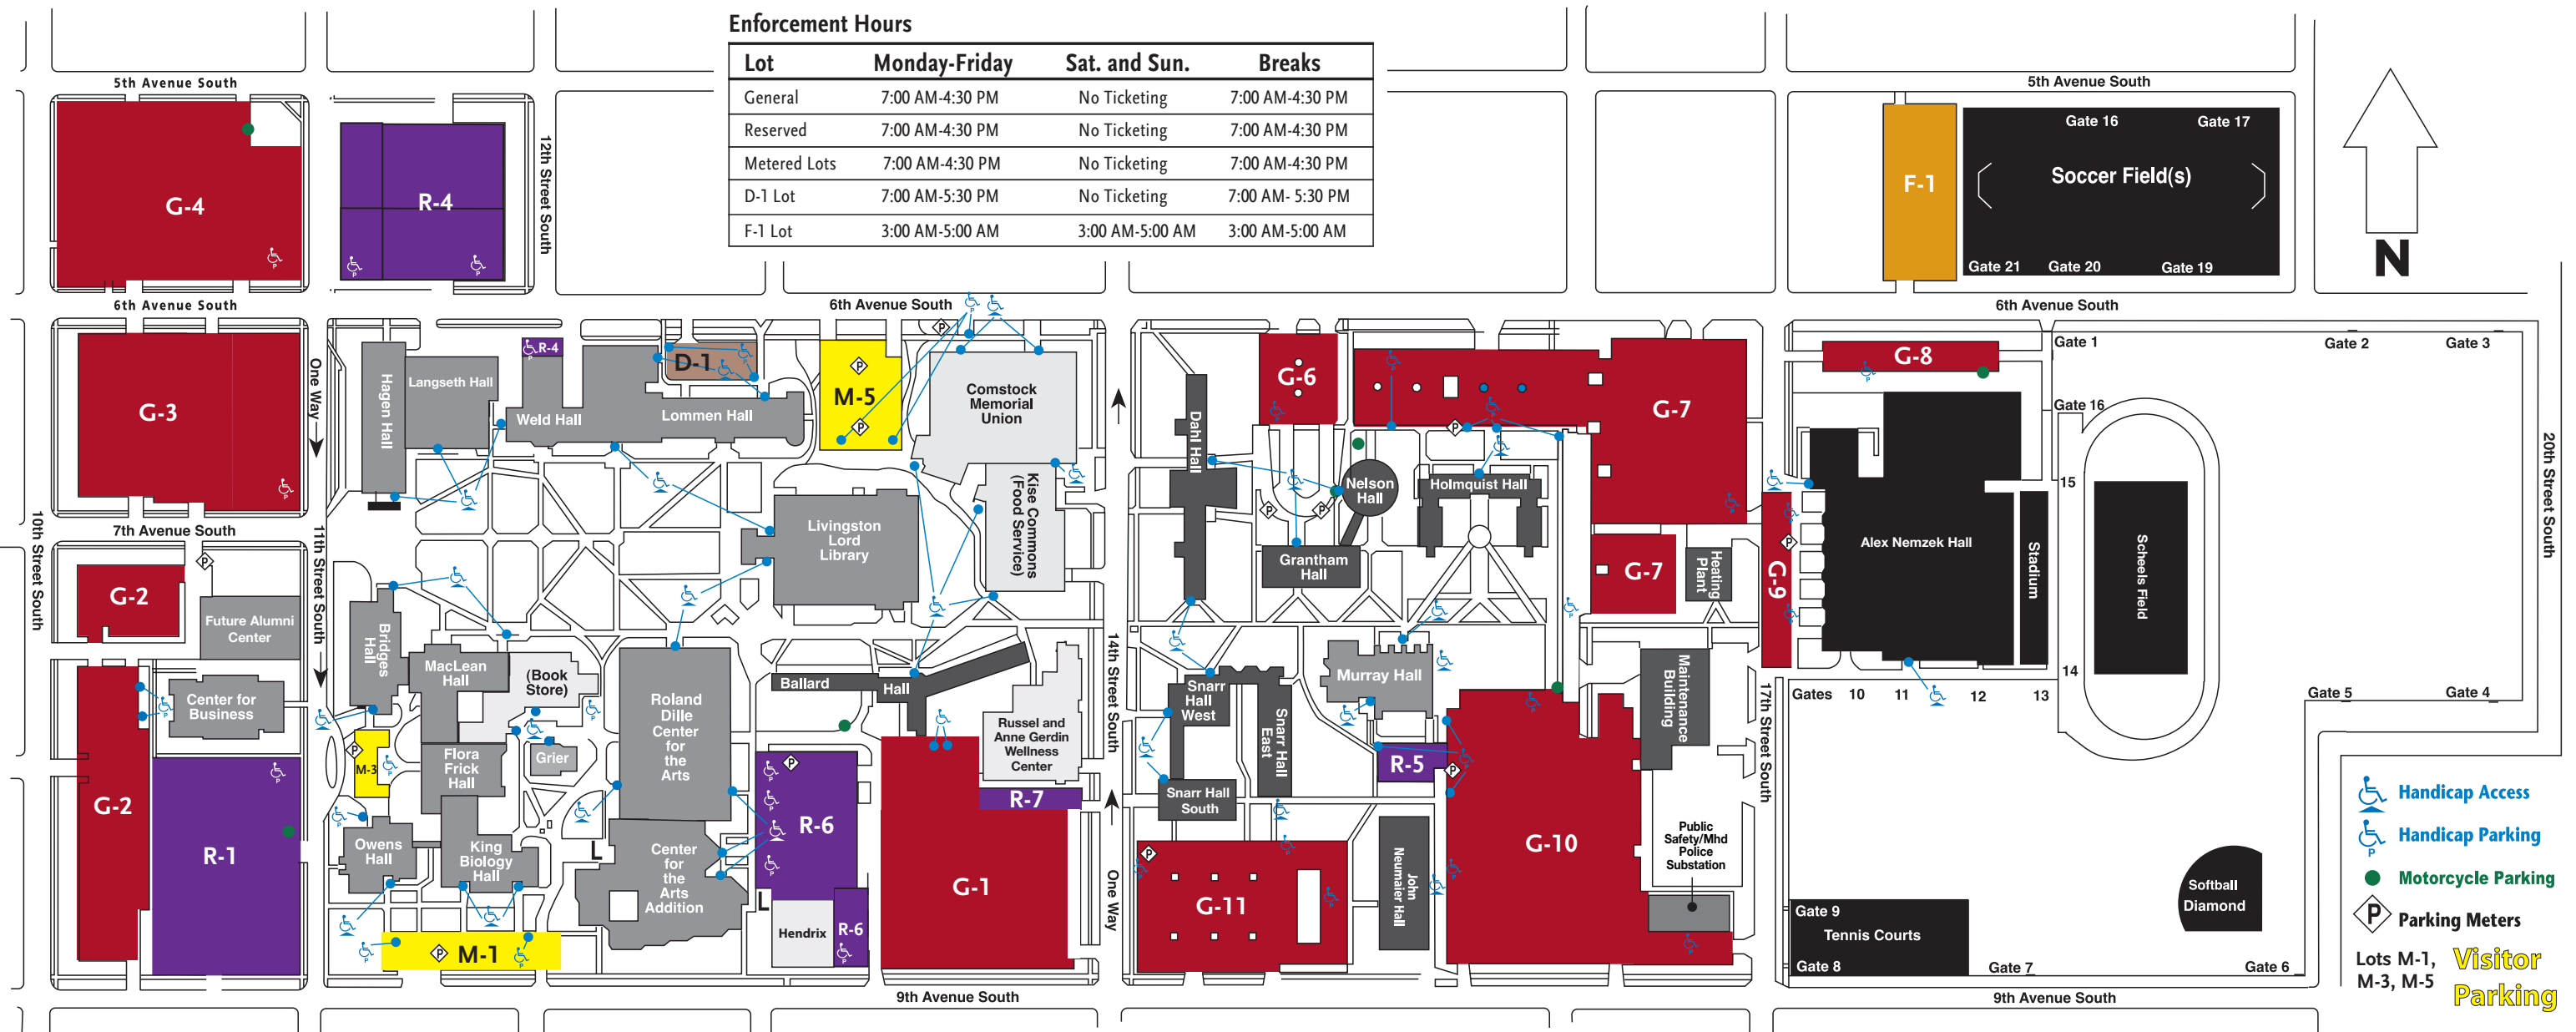 Enforcement Hours
Lot Monday-Friday Sat. and Sun. Breaks
General 7:00 AM-4:30 PM No Ticketing 7:00 AM-4:30 PM
Reserved 7:00 AM-4:30 PM No Ticketing 7:00 AM-4:30 PM
Metered Lots 7:00 AM-4:30 PM No Ticketing 7:00 AM-4:30 PM
D-1 Lot 7:00 AM-5:30 PM No Ticketing 7:00 AM- 5:30 PM
F-1 Lot 3:00 AM-5:00 AM 3:00 AM-5:00 AM 3:00 AM-5:00 AM
5th Avenue South
5th Avenue South
G-4
R-4
12th Street South
F-1
Gate 16
Gate 17
Soccer Field(s)
Gate 21
Gate 20
Gate 19
N
6th Avenue South
6th Avenue South
6th Avenue South
One Way
G-3
Hagen Hall
Langseth Hall
R-4
Weld Hall
Lommen Hall
D-1
M-5
Comstock
Memorial
Union
Kise Commons
(Food Service)
Livingston
Lord
Library
Dahl Hall
G-6
G-7
Nelson
Hall
Holmquist Hall
Grantham
Hall
G-7
Heating
Plant
G-9
G-8
Gate 1
Gate 2
Gate 3
Gate 16
15
14
Alex Nemzek Hall
Stadium
Scheels Field
20th Street South
10th Street South
7th Avenue South
11th Street South
G-2
Future Alumni
Center
Bridges
Hall
MacLean
Hall
(Book
Store)
Roland
Dille
Center
for
the
Arts
Ballard
Hall
Russel and
Anne Gerdin
Wellness
Center
14th Street South
Snarr
Hall
West
Snarr Hall
East
Snarr Hall
South
Murray Hall
Maintenance
Building
17th Street South
Gates
10
11
12
13
Gate 5
Gate 4
Center for
Business
G-2
R-1
M-3
Flora
Frick
Hall
Grier
Owens
Hall
King
Biology
Hall
L
Center
for
the
Arts
Addition
R-6
L
Hendrix
R-6
R-7
G-1
One Way
R-5
G-10
G-11
John
Neumaier Hall
Public
Safety/Mhd
Police
Substation
M-1
Gate 9
Tennis Courts
Gate 8
Gate 7
Gate 6
Softball
Diamond
9th Avenue South
9th Avenue South
Handicap Access
P Handicap Parking
Motorcycle Parking
P Parking Meters
Lots M-1,
M-3, M-5
Visitor
Parking